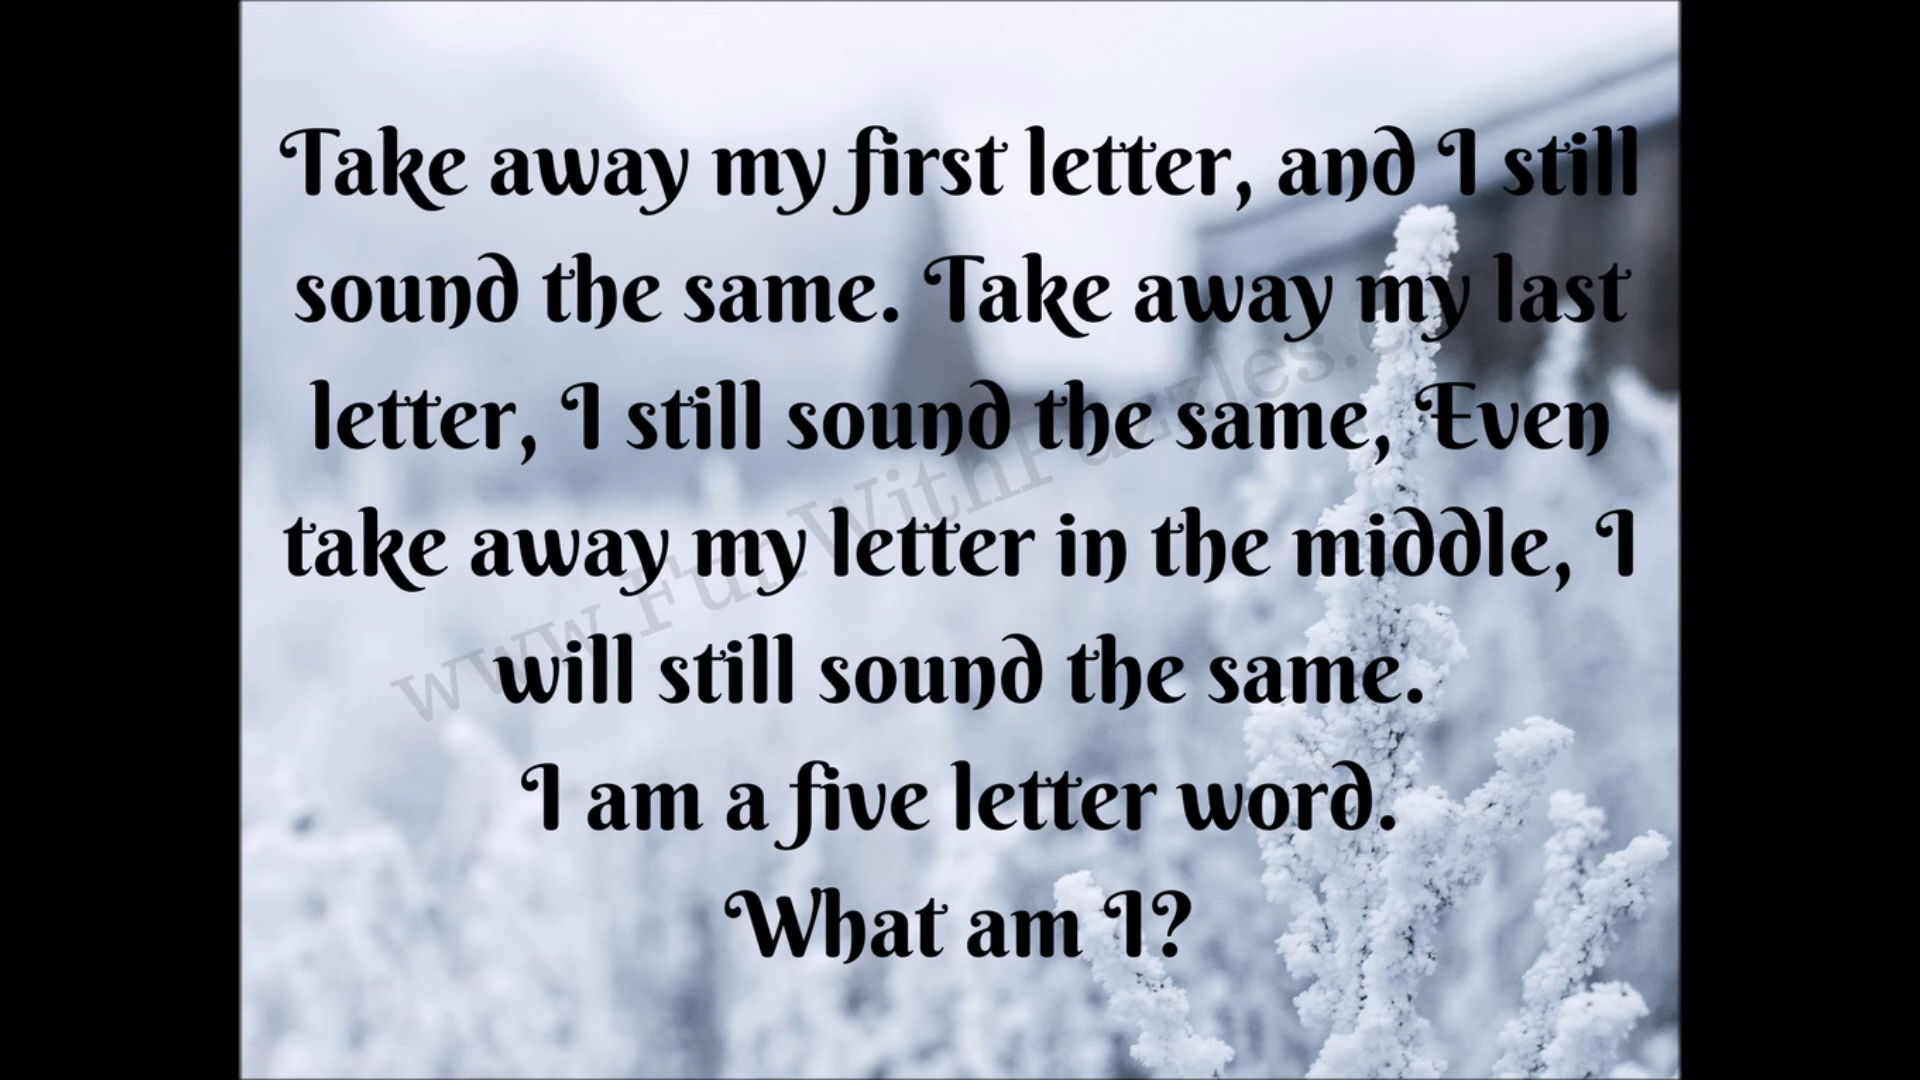 Take away my first letter, and I still
sound the same. Take away my last
letter, I still sound the same, Even
take away my letter in the middle, I
will still sound the same.
I am a five letter word.
What am I?
www.FunWithPuzzles.c